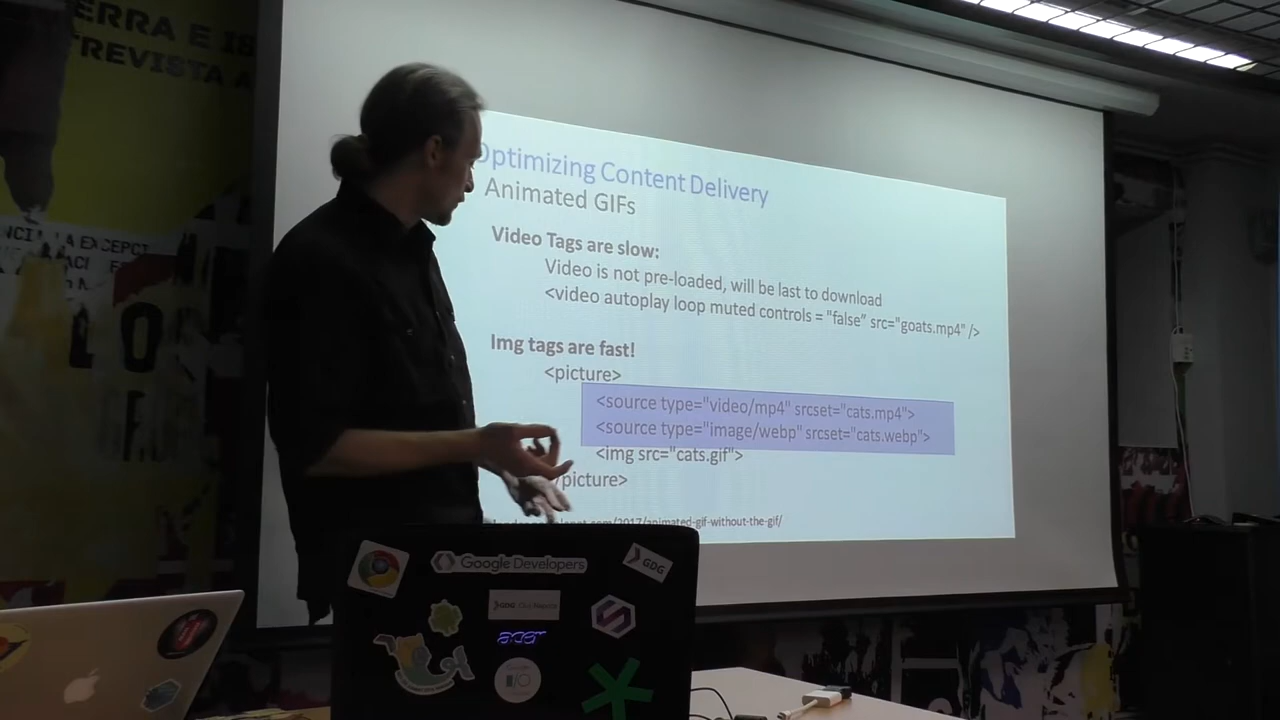 ERRA E
TREVISTA A
Optimizing Content Delivery
Animated GIFs
Video Tags are slow:
Video is not pre-loaded, will be last to download
<video autoplay loop muted controls = "false" src="goats.mp4" />
Img tags are fast!
<picture>
<source type="video/mp4" srcset="cats.mp4">
<source type="image/webp" srcset="cats.webp">
<img src="cats.gif">
/picture>
/2017/animated-gif-without-the-gif/
Google Developers
GDG
acer
I/O